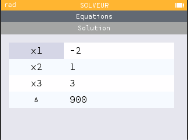 rad SOLVEUR
Equations
Solution
x1 -2
x2 1
x3 3
Δ 900